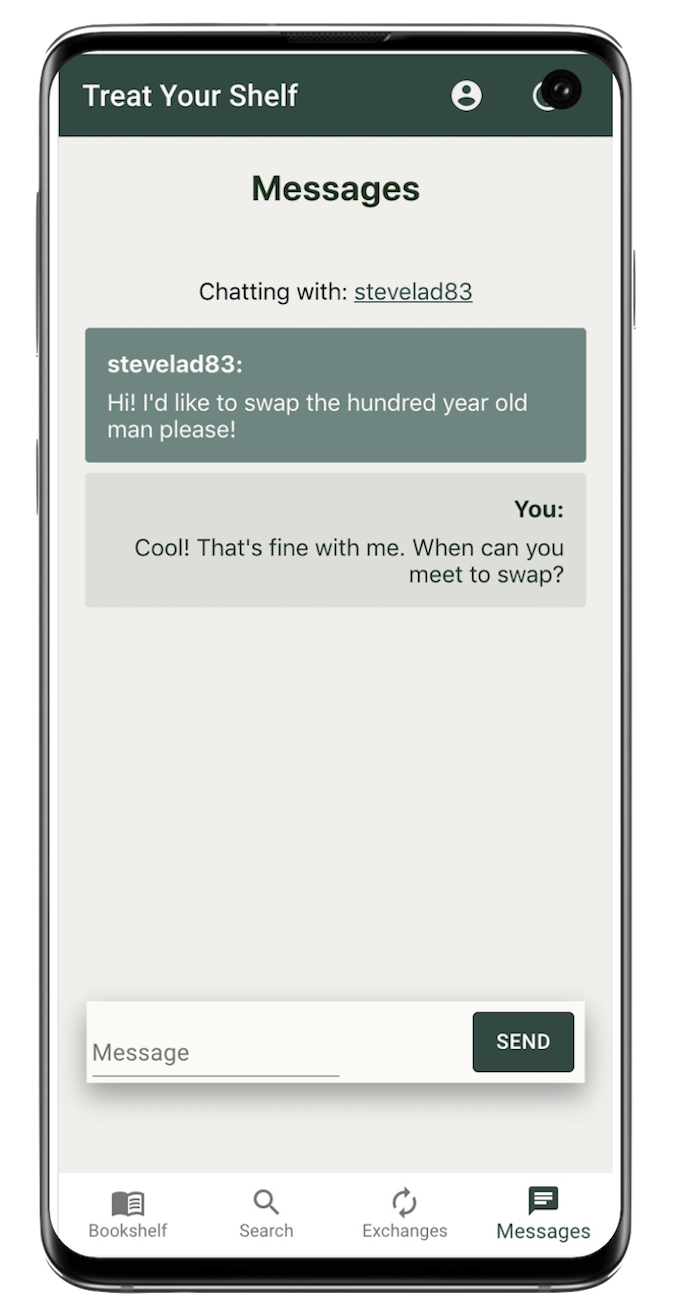 Treat Your Shelf
Messages
Chatting with: stevelad83
stevelad83:
Hi! I'd like to swap the hundred year old
man please!
You:
Cool! That's fine with me. When can you
meet to swap?
Message
SEND
Bookshelf
Search
Exchanges
Messages